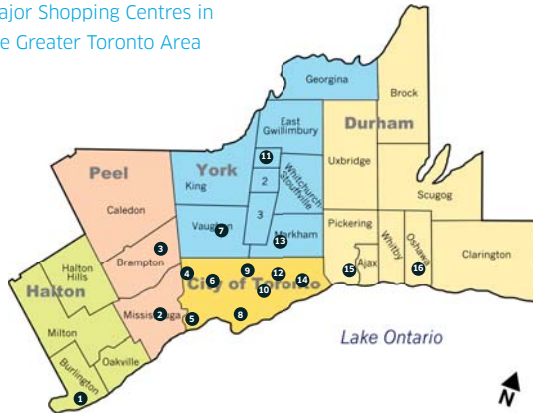 ajor Shopping Centres in
e Greater Toronto Area
Georgina
Brock
East
Gwillimbury
Durham
11
Uxbridge
Peel
York
2
Whitchurch-
Stouffville
King
Scugog
Caledon
3
Vaughan
7
Markham
13
Pickering
Whitby
Oshawa
3
Brampton
Halton
Hills
4
6
9
12
14
15
Ajax
16
Clarington
Halton
City of Toronto
10
Mississauga
2
5
8
Milton
Lake Ontario
Oakville
Burlington
1
N